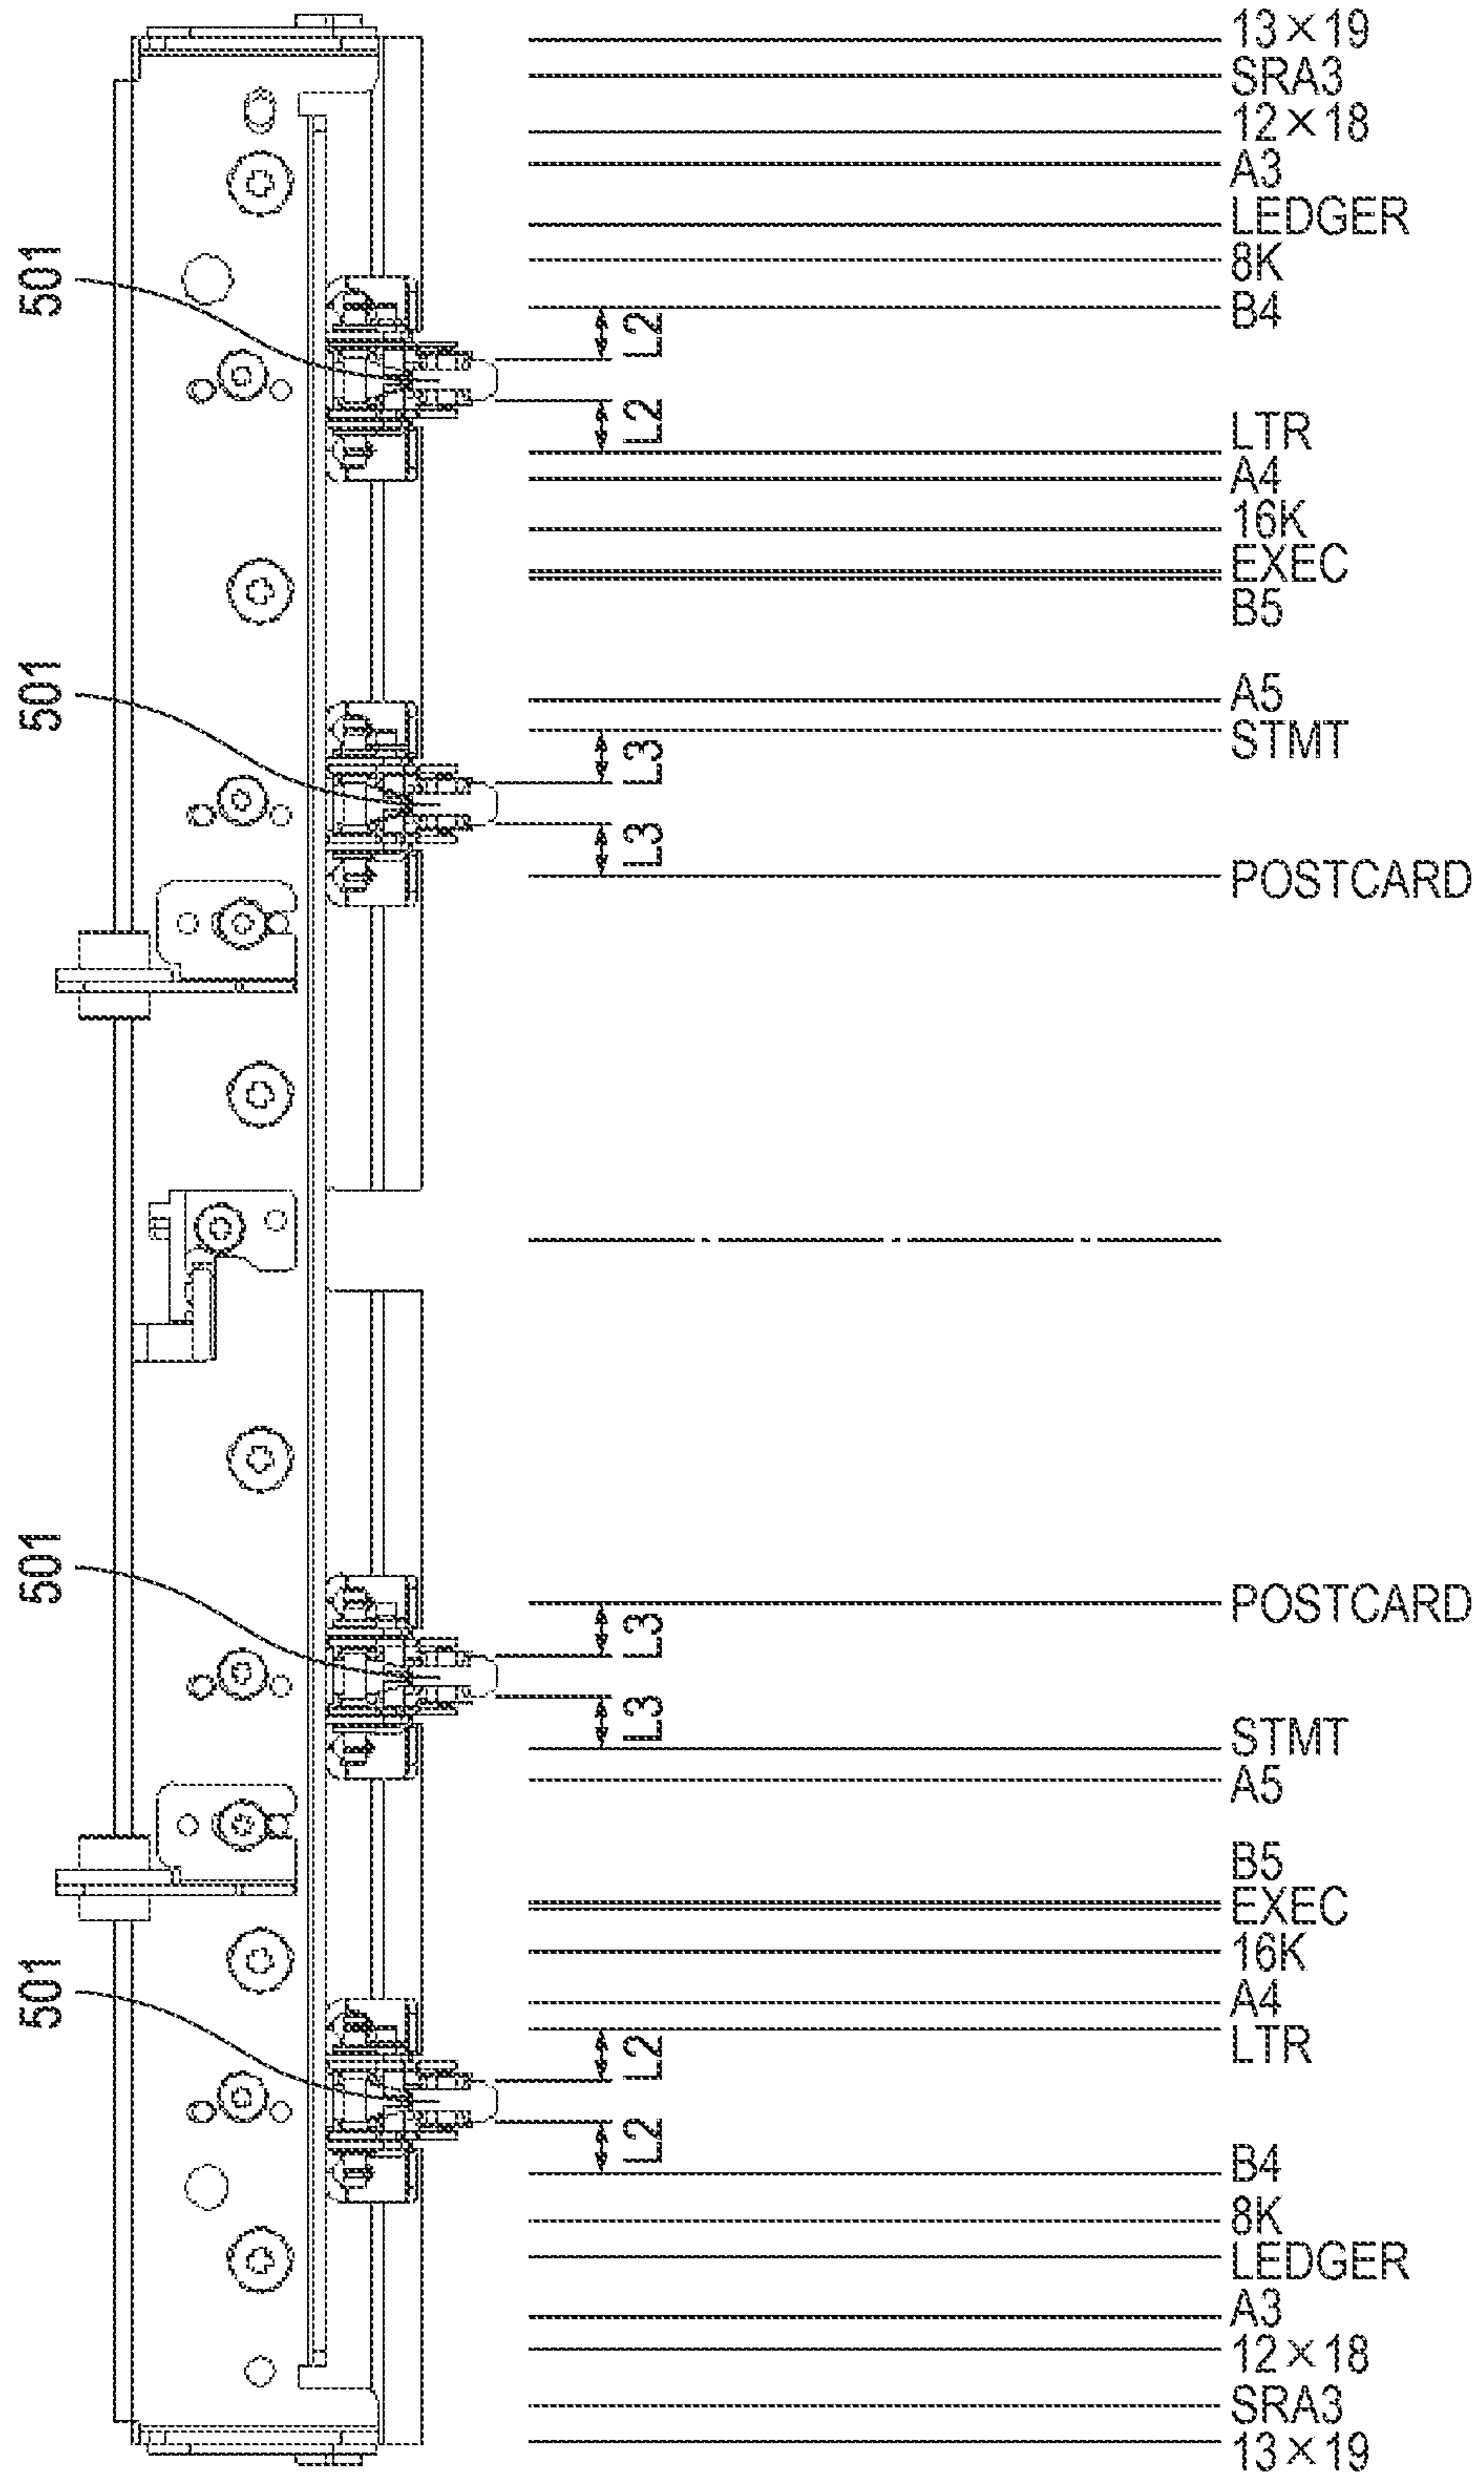 13×19
SRA3
12×18
A3
LEDGER
501
8K
B4
L2
L2
LTR
A4
16K
EXEC
B5
501
A5
STMT
L3
L3
POSTCARD
501
POSTCARD
L3
L3
STMT
A5
B5
EXEC
16K
501
A4
LTR
L2
L2
B4
8K
LEDGER
A3
12×18
SRA3
13×19